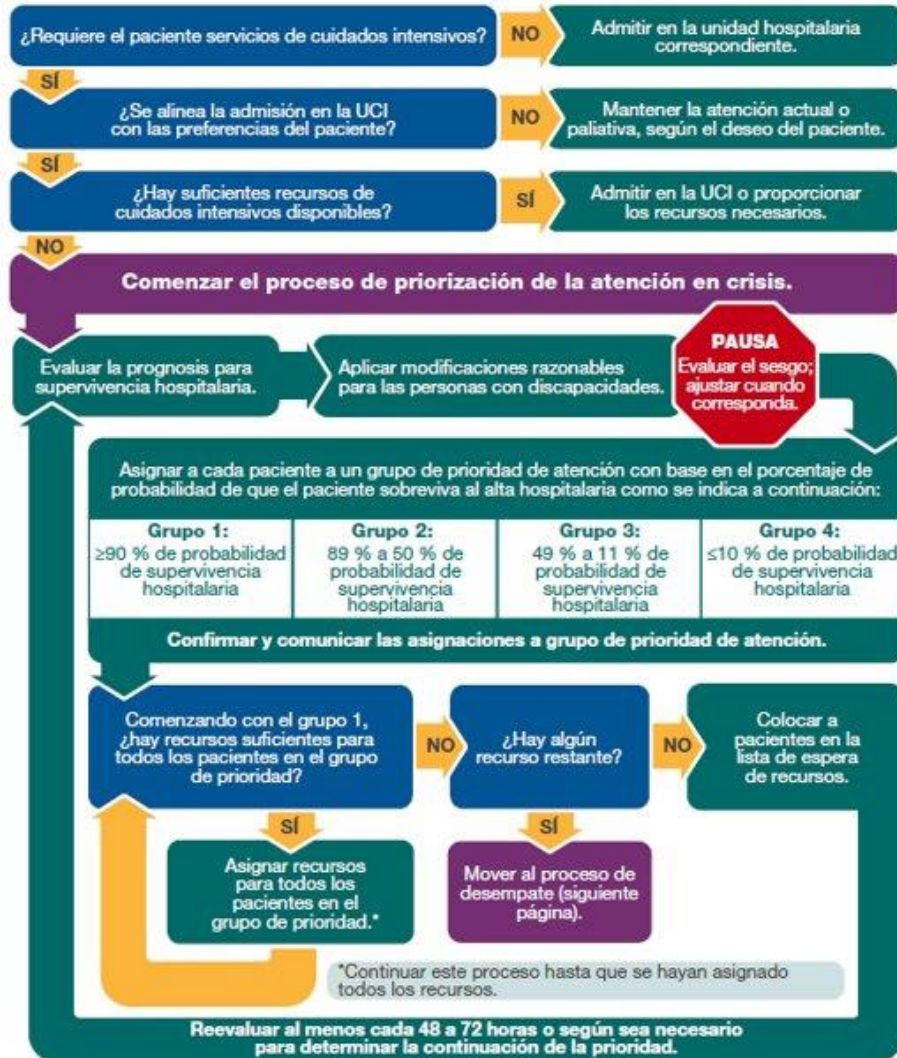 ¿Requiere el paciente servicios de cuidados intensivos?
NO
Admitir en la unidad hospitalaria
correspondiente.
SÍ
¿Se alinea la admisión en la UCI
con las preferencias del paciente?
NO
Mantener la atención actual o
paliativa, según el deseo del paciente.
SÍ
¿Hay suficientes recursos de
cuidados intensivos disponibles?
SÍ
Admitir en la UCI o proporcionar
los recursos necesarios.
NO
Comenzar el proceso de priorización de la atención en crisis.
Evaluar la prognosis para
supervivencia hospitalaria.
Aplicar modificaciones razonables
para las personas con discapacidades.
PAUSA
Evaluar el sesgo;
ajustar cuando
corresponda.
Asignar a cada paciente a un grupo de prioridad de atención con base en el porcentaje de
probabilidad de que el paciente sobreviva al alta hospitalaria como se indica a continuación:
Grupo 1:
≥90 % de probabilidad
de supervivencia
hospitalaria
Grupo 2:
89 % a 50 % de
probabilidad de
supervivencia
hospitalaria
Grupo 3:
49 % a 11 % de
probabilidad de
supervivencia
hospitalaria
Grupo 4:
≤10 % de probabilidad
de supervivencia
hospitalaria
Confirmar y comunicar las asignaciones a grupo de prioridad de atención.
Comenzando con el grupo 1,
¿hay recursos suficientes para
todos los pacientes en el grupo
de prioridad?
NO
¿Hay algún
recurso restante?
NO
Colocar a
pacientes en la
lista de espera
de recursos.
SÍ
Asignar recursos
para todos los
pacientes en el
grupo de prioridad.*
SÍ
Mover al proceso de
desempate (siguiente
página).
*Continuar este proceso hasta que se hayan asignado
todos los recursos.
Reevaluar al menos cada 48 a 72 horas o según sea necesario
para determinar la continuación de la prioridad.